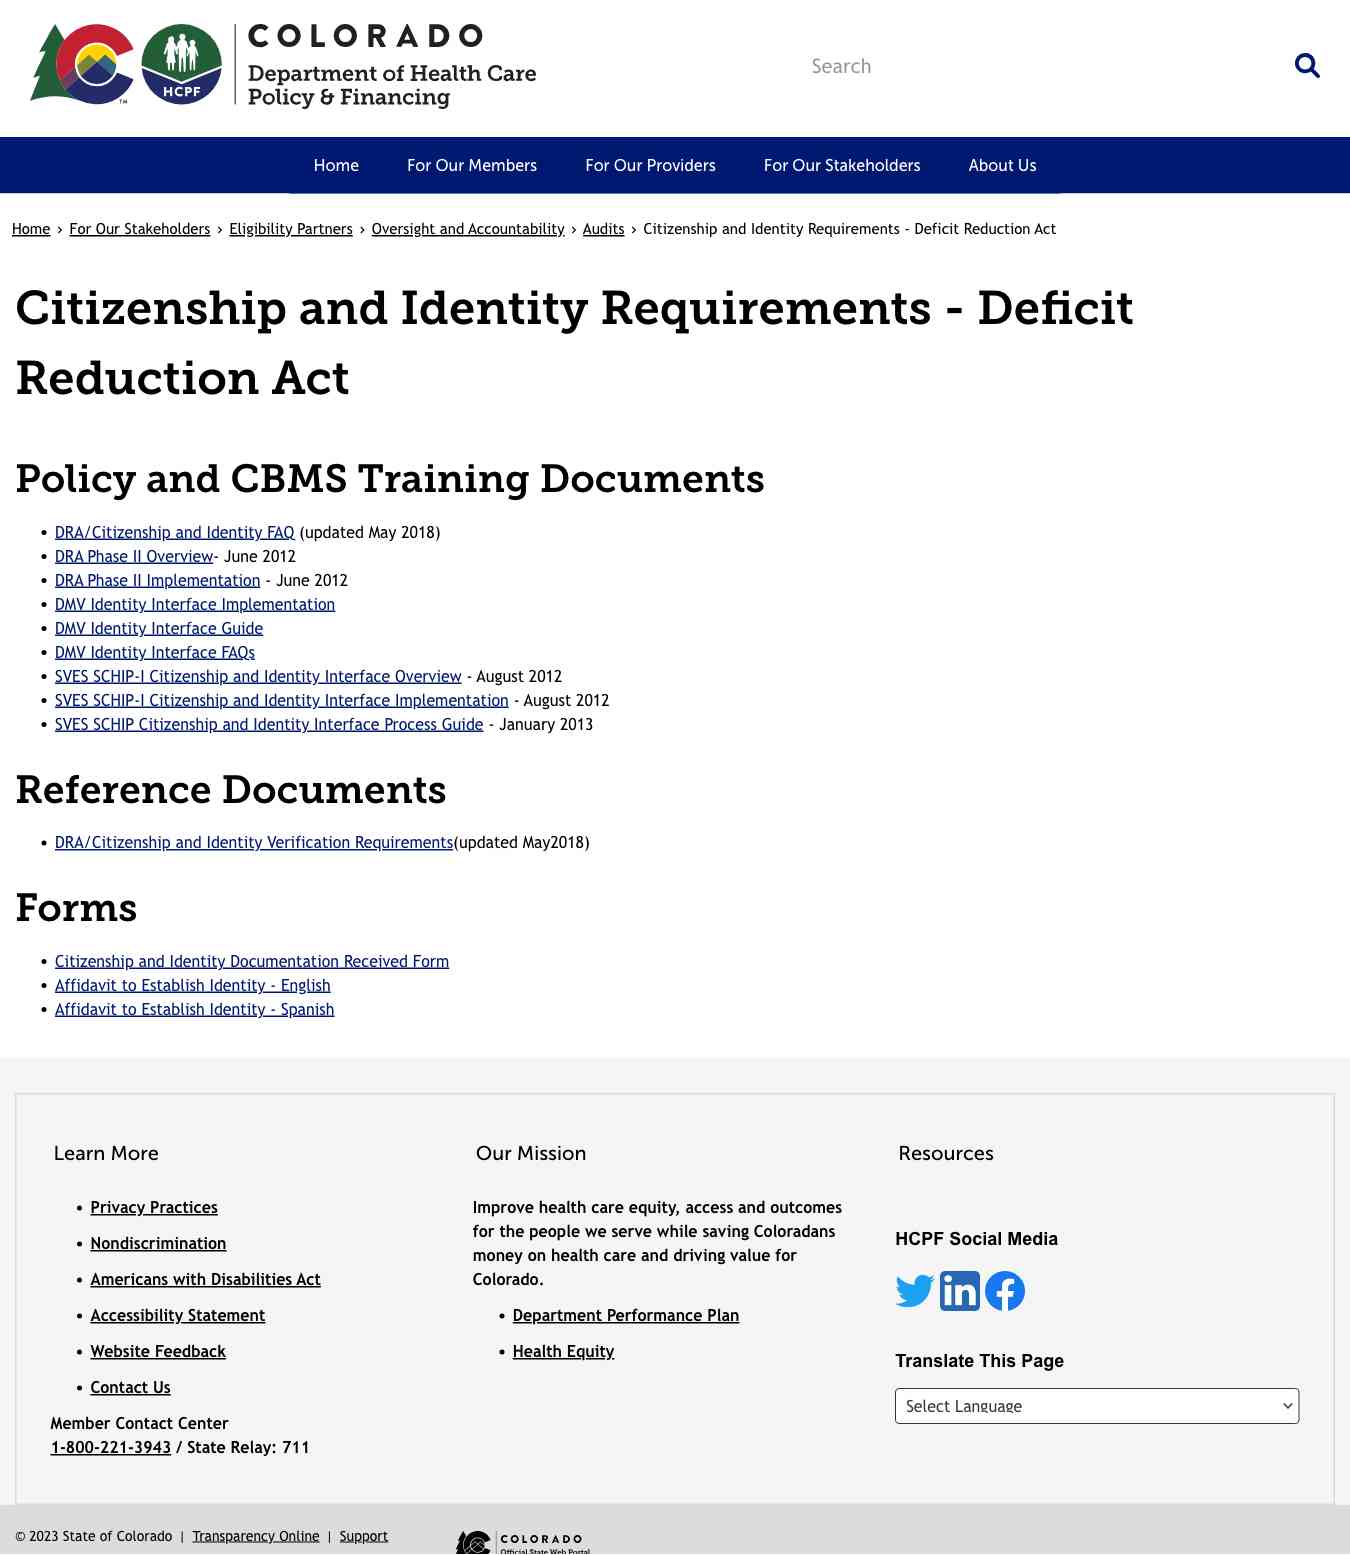 COLORADO
Department of Health Care
Policy & Financing
HCPF
TM
Search
Home
For Our Members
For Our Providers
For Our Stakeholders
About Us
Home › For Our Stakeholders › Eligibility Partners › Oversight and Accountability › Audits › Citizenship and Identity Requirements - Deficit Reduction Act
Citizenship and Identity Requirements - Deficit
Reduction Act
Policy and CBMS Training Documents
• DRA/Citizenship and Identity FAQ (updated May 2018)
• DRA Phase II Overview- June 2012
• DRA Phase II Implementation - June 2012
• DMV Identity Interface Implementation
• DMV Identity Interface Guide
• DMV Identity Interface FAQs
• SVES SCHIP-I Citizenship and Identity Interface Overview - August 2012
• SVES SCHIP-I Citizenship and Identity Interface Implementation - August 2012
• SVES SCHIP Citizenship and Identity Interface Process Guide - January 2013
Reference Documents
• DRA/Citizenship and Identity Verification Requirements(updated May2018)
Forms
• Citizenship and Identity Documentation Received Form
• Affidavit to Establish Identity - English
• Affidavit to Establish Identity - Spanish
Learn More
• Privacy Practices
• Nondiscrimination
• Americans with Disabilities Act
• Accessibility Statement
• Website Feedback
• Contact Us
Member Contact Center
1-800-221-3943 / State Relay: 711
Our Mission
Improve health care equity, access and outcomes
for the people we serve while saving Coloradans
money on health care and driving value for
Colorado.
• Department Performance Plan
• Health Equity
Resources
HCPF Social Media
in
Translate This Page
Select Language
© 2023 State of Colorado | Transparency Online | Support
COLORADO
Official State Web Portal